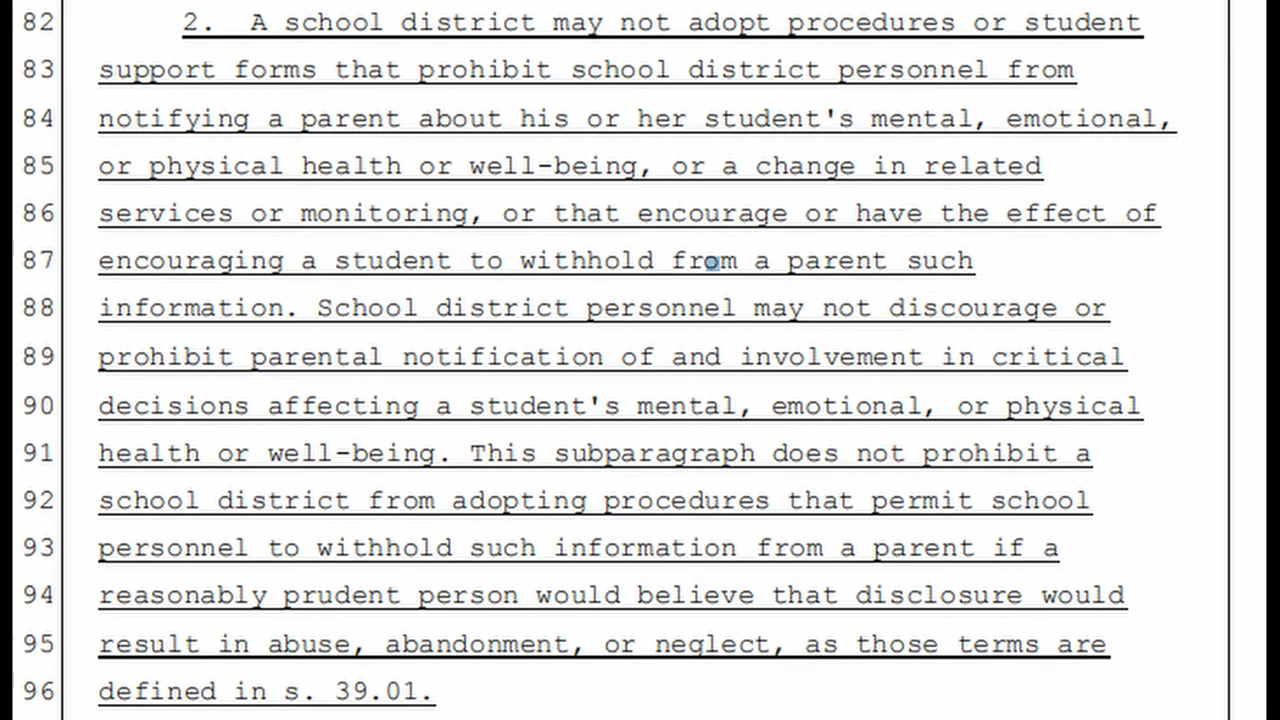 82 2. A school district may not adopt procedures or student
83 support forms that prohibit school district personnel from
84 notifying a parent about his or her student's mental, emotional,
85 or physical health or well-being, or a change in related
86 services or monitoring, or that encourage or have the effect of
87 encouraging a student to withhold from a parent such
88 information. School district personnel may not discourage or
89 prohibit parental notification of and involvement in critical
90 decisions affecting a student's mental, emotional, or physical
91 health or well-being. This subparagraph does not prohibit a
92 school district from adopting procedures that permit school
93 personnel to withhold such information from a parent if a
94 reasonably prudent person would believe that disclosure would
95 result in abuse, abandonment, or neglect, as those terms are
96 defined in s. 39.01.